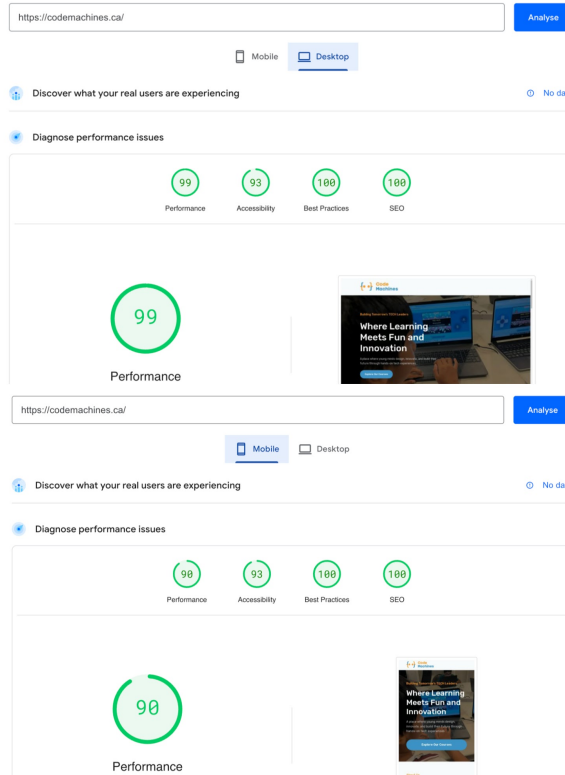 https://codemachines.ca/
Analyse
Mobile
Desktop
Discover what your real users are experiencing
No da
Diagnose performance issues
99
93
100
100
Performance
Accessibility
Best Practices
SEO
99
Performance
Code
Machines
Where Learning
Meets Fun and
Innovation
https://codemachines.ca/
Analyse
Mobile
Desktop
Discover what your real users are experiencing
No da
Diagnose performance issues
90
93
100
100
Performance
Accessibility
Best Practices
SEO
90
Performance
Code
Machines
Where Learning
Meets Fun and
Innovation
Explore Our Courses